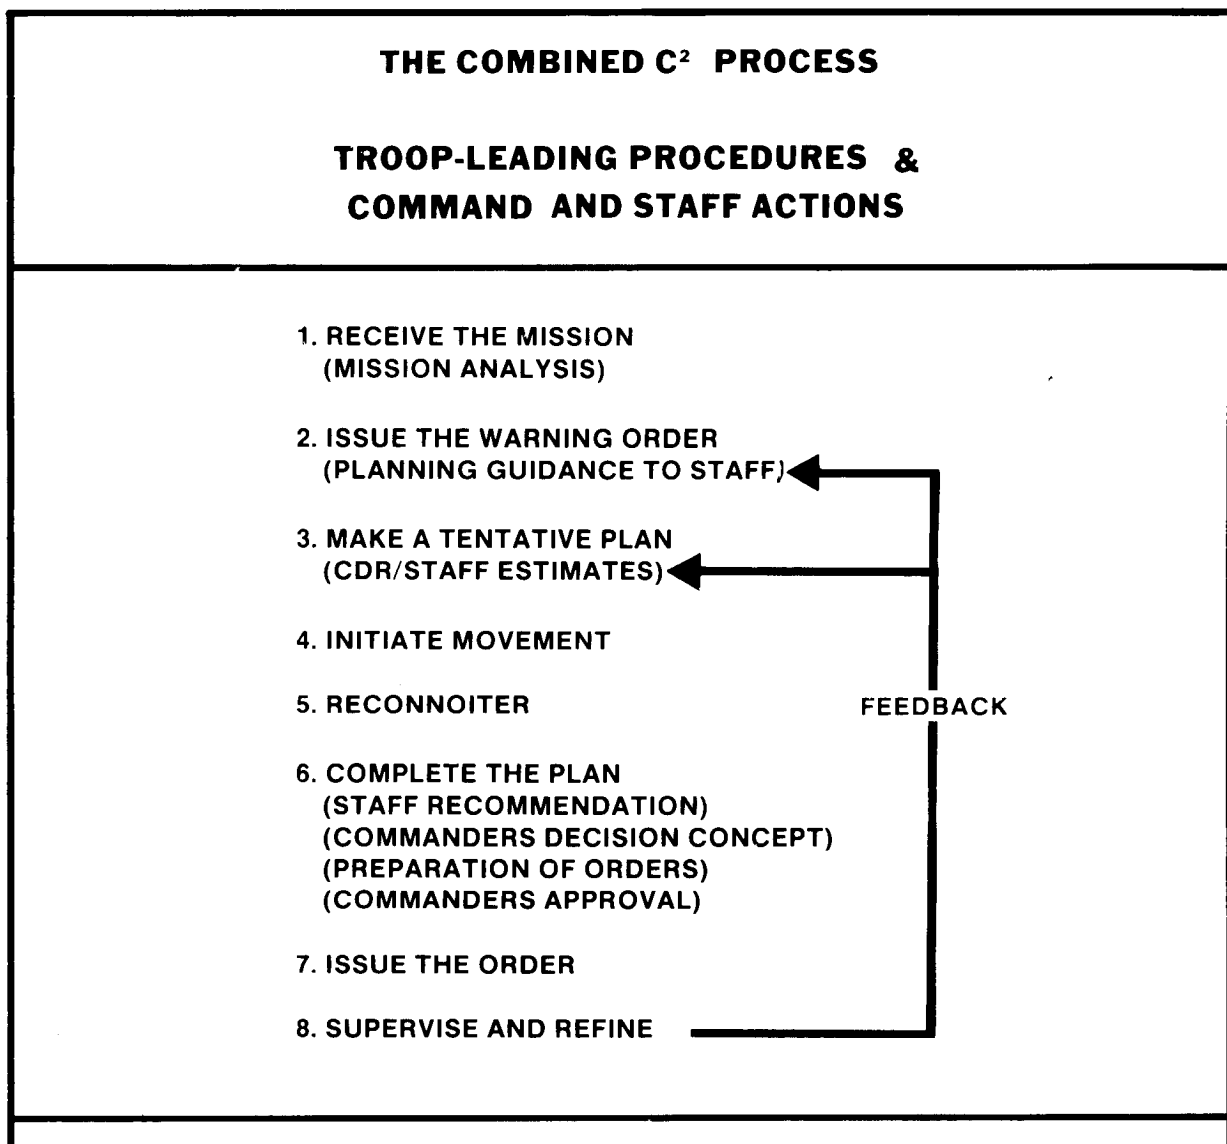 THE COMBINED C² PROCESS
TROOP-LEADING PROCEDURES &
COMMAND AND STAFF ACTIONS
1. RECEIVE THE MISSION
(MISSION ANALYSIS)
2. ISSUE THE WARNING ORDER
(PLANNING GUIDANCE TO STAFF)
3. MAKE A TENTATIVE PLAN
(CDR/STAFF ESTIMATES)
4. INITIATE MOVEMENT
5. RECONNOITER
FEEDBACK
6. COMPLETE THE PLAN
(STAFF RECOMMENDATION)
(COMMANDERS DECISION CONCEPT)
(PREPARATION OF ORDERS)
(COMMANDERS APPROVAL)
7. ISSUE THE ORDER
8. SUPERVISE AND REFINE